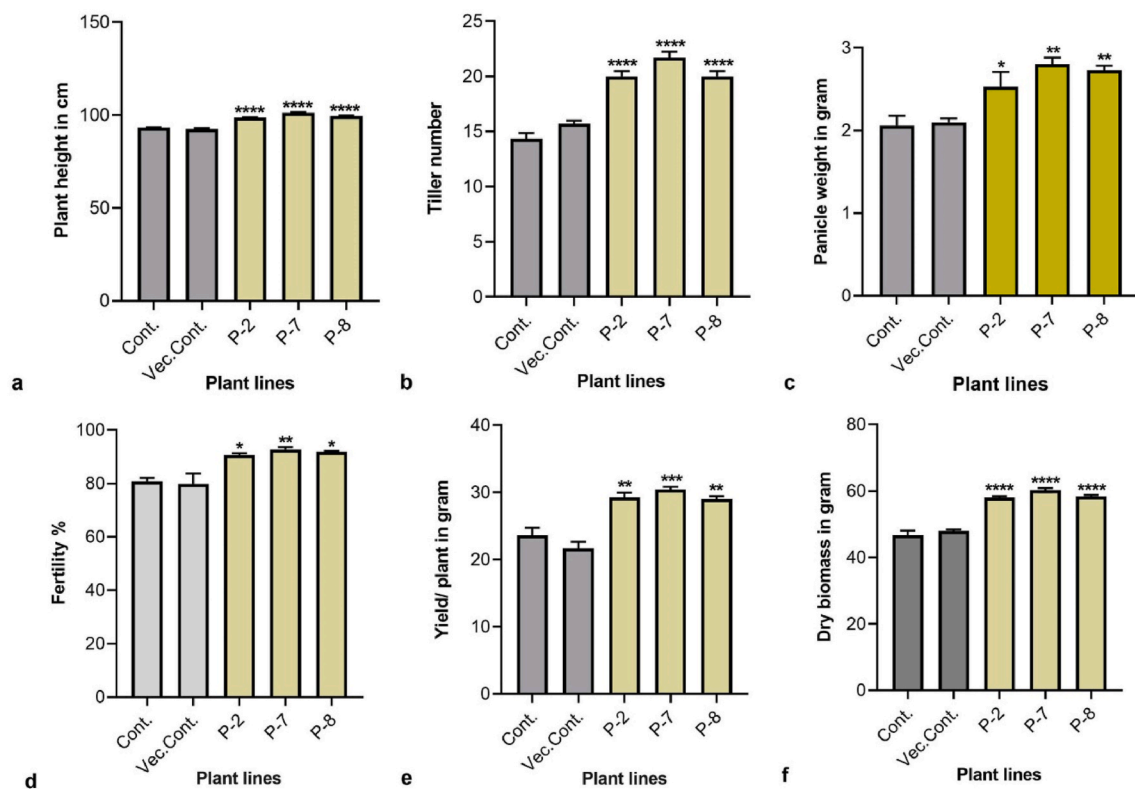 Plant height in cm
150
100
50
0
**** **** ****
Cont. Vec.Cont. P-2 P-7 P-8
a Plant lines
Tiller number
25
20
15
10
5
0
**** **** ****
Cont. Vec.Cont. P-2 P-7 P-8
b Plant lines
Panicle weight in gram
3
2
1
0
* ** **
Cont. Vec.Cont. P-2 P-7 P-8
c Plant lines
Fertility %
100
80
60
40
20
0
* ** *
Cont. Vec.Cont. P-2 P-7 P-8
d Plant lines
Yield/ plant in gram
40
30
20
10
0
** *** **
Cont. Vec.Cont. P-2 P-7 P-8
e Plant lines
Dry biomass in gram
80
60
40
20
0
**** **** ****
Cont. Vec.Cont. P-2 P-7 P-8
f Plant lines